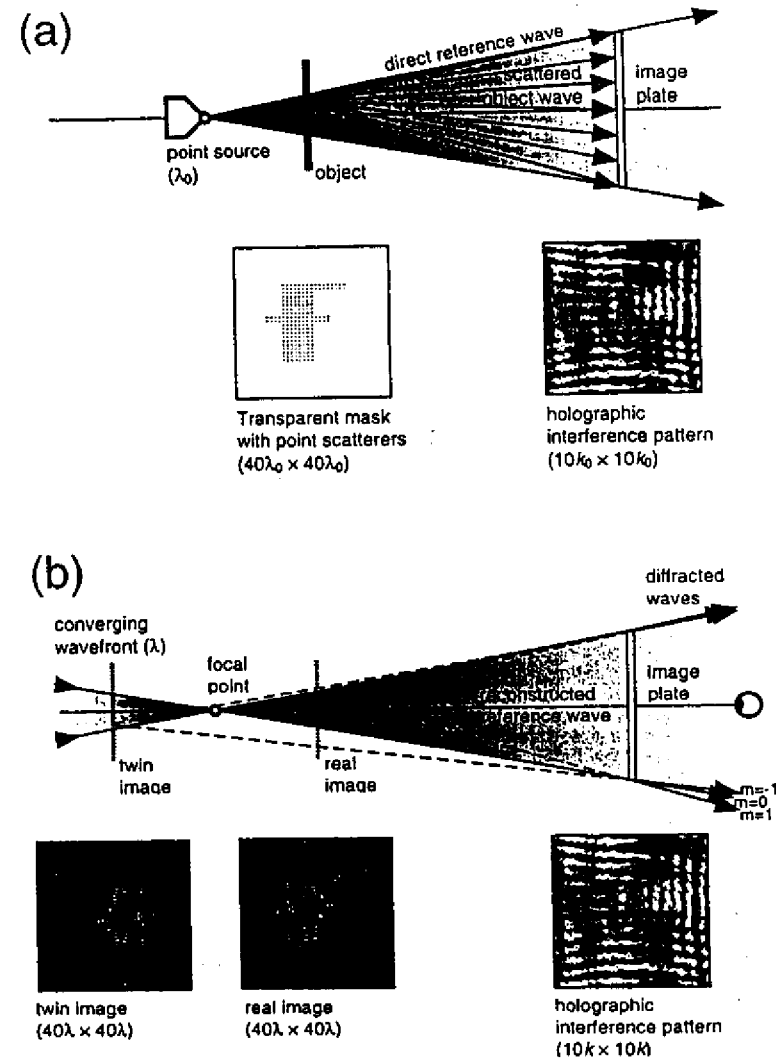 (a)
direct reference wave
scattered
object wave
image
plate
point source
(λ₀)
object
Transparent mask
with point scatterers
(40λ₀ x 40λ₀)
holographic
interference pattern
(10k₀ x 10k₀)
(b)
diffracted
waves
converging
wavefront (λ)
focal
point
image
plate
reference wave
twin
image
real
image
m=-1
m=0
m=1
twin image
(40λ x 40λ)
real image
(40λ x 40λ)
holographic
interference pattern
(10k x 10k)